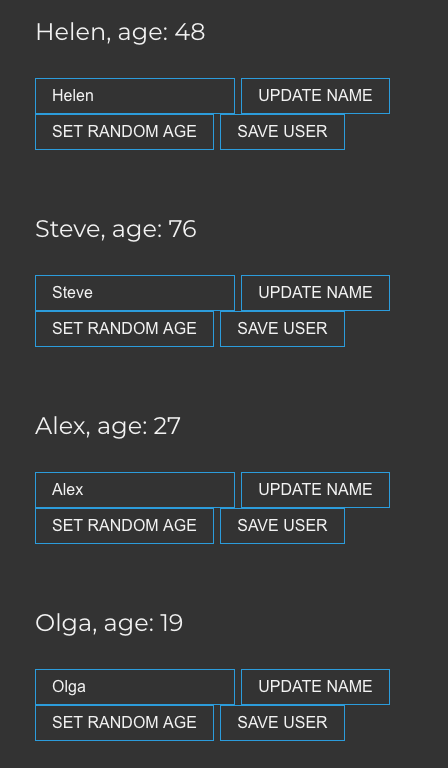 Helen, age: 48
Helen UPDATE NAME
SET RANDOM AGE SAVE USER
Steve, age: 76
Steve UPDATE NAME
SET RANDOM AGE SAVE USER
Alex, age: 27
Alex UPDATE NAME
SET RANDOM AGE SAVE USER
Olga, age: 19
Olga UPDATE NAME
SET RANDOM AGE SAVE USER